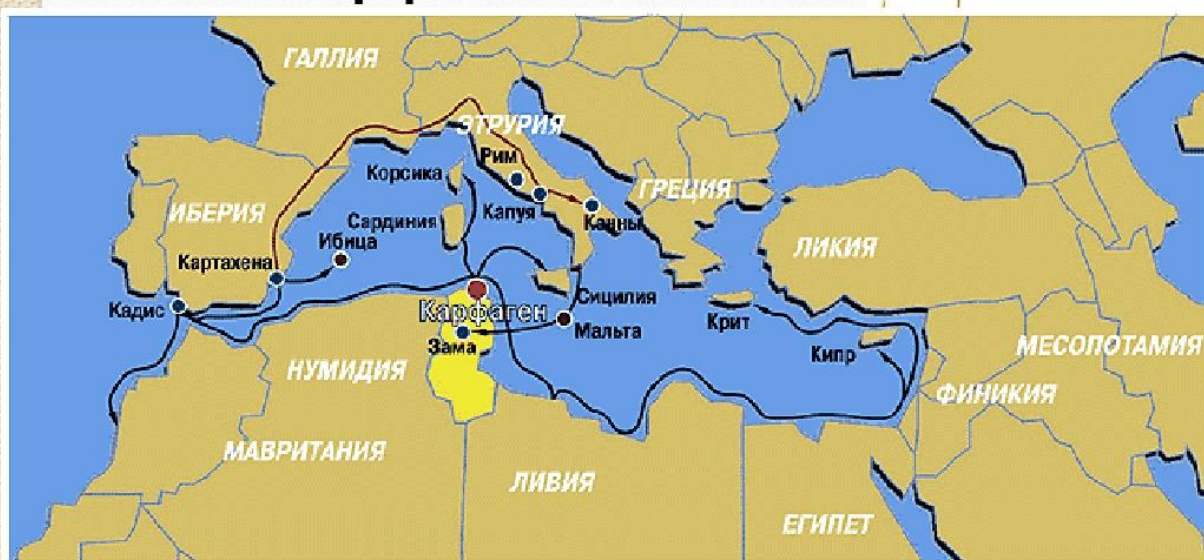 ГАЛЛИЯ
ЭТРУРИЯ
Рим
Корсика
ГРЕЦИЯ
ИБЕРИЯ
Капуя
Сардиния
Канны
Ибица
ЛИКИЯ
Картахена
Сицилия
Кадис
Карфаген
Крит
Мальта
Зама
Кипр
МЕСОПОТАМИЯ
НУМИДИЯ
ФИНИКИЯ
МАВРИТАНИЯ
ЛИВИЯ
ЕГИПЕТ